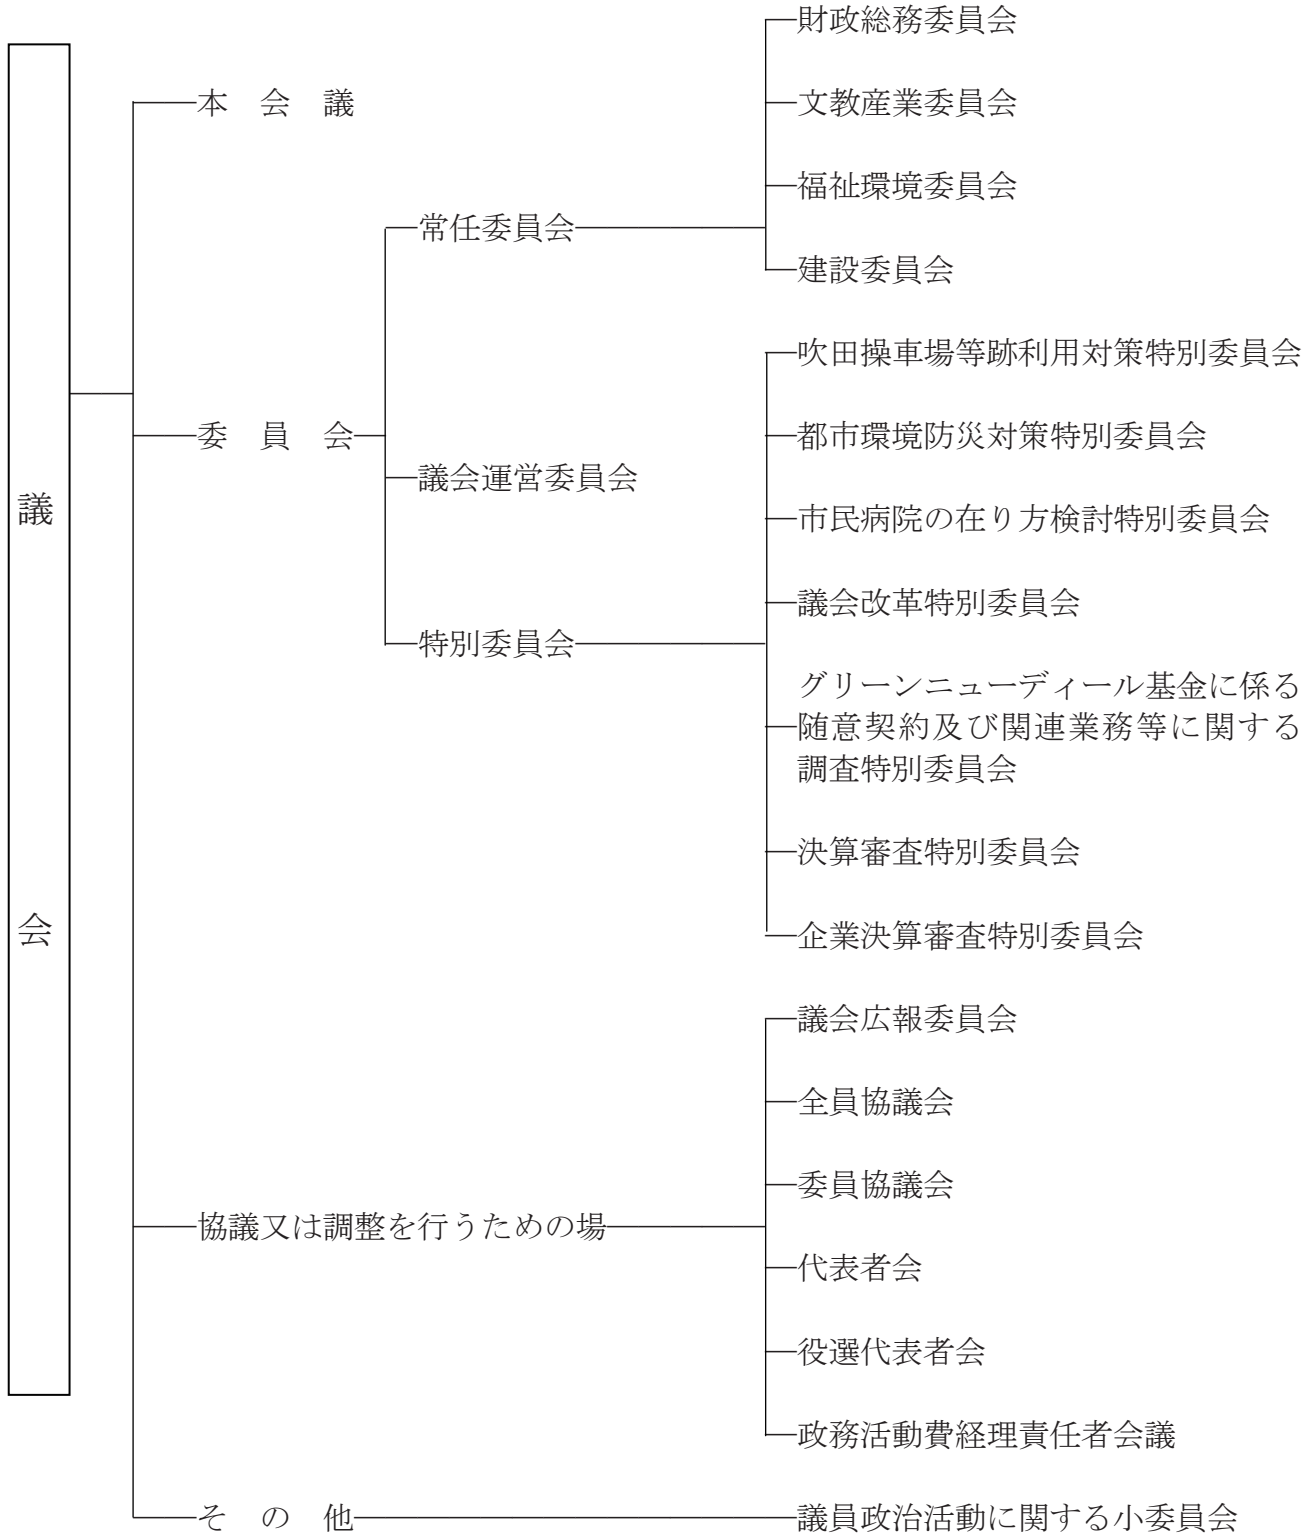 議会
本　会　議
委　員　会
常任委員会
財政総務委員会
文教産業委員会
福祉環境委員会
建設委員会
議会運営委員会
特別委員会
吹田操車場等跡利用対策特別委員会
都市環境防災対策特別委員会
市民病院の在り方検討特別委員会
議会改革特別委員会
グリーンニューディール基金に係る
随意契約及び関連業務等に関する
調査特別委員会
決算審査特別委員会
企業決算審査特別委員会
協議又は調整を行うための場
議会広報委員会
全員協議会
委員協議会
代表者会
役選代表者会
政務活動費経理責任者会議
そ　の　他
議員政治活動に関する小委員会